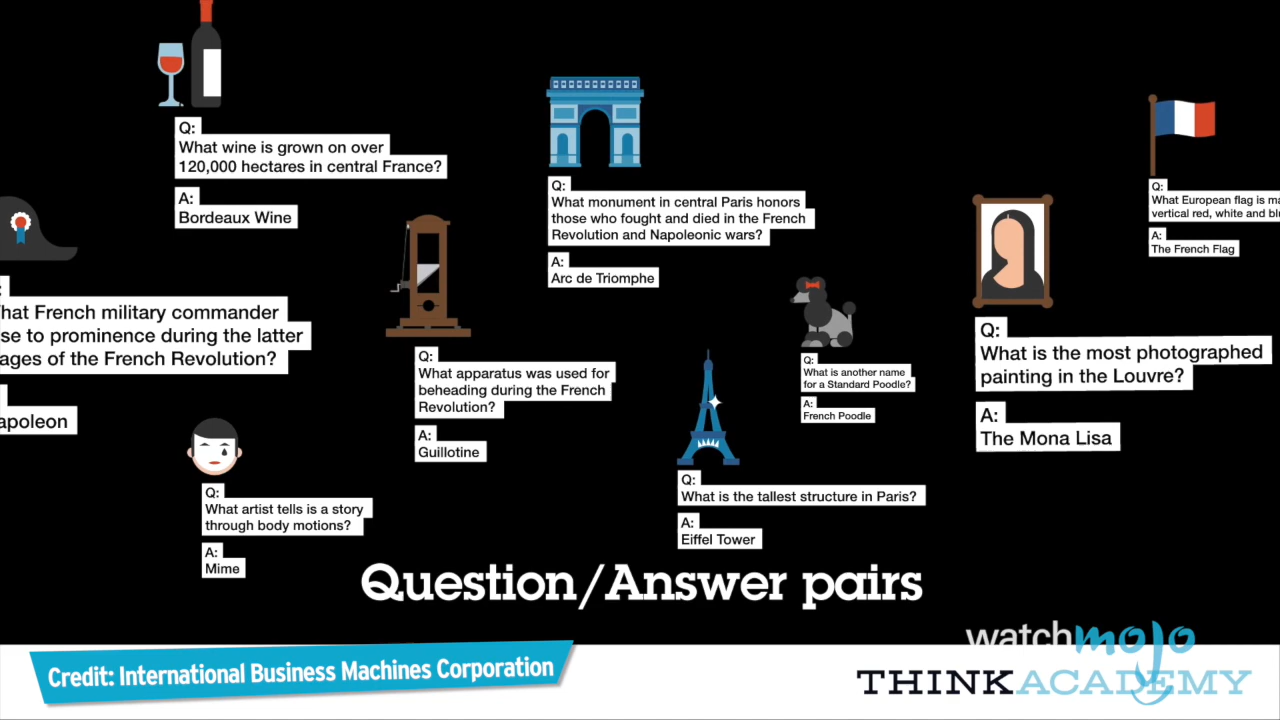 Q:
What wine is grown on over
120,000 hectares in central France?
A:
Bordeaux Wine
Q:
What monument in central Paris honors
those who fought and died in the French
Revolution and Napoleonic wars?
A:
Arc de Triomphe
Q:
What European flag is ma
vertical red, white and blu
A:
The French Flag
:
hat French military commander
se to prominence during the latter
ages of the French Revolution?
apoleon
Q:
What apparatus was used for
beheading during the French
Revolution?
A:
Guillotine
Q:
What is another name
for a Standard Poodle?
A:
French Poodle
Q:
What is the most photographed
painting in the Louvre?
A:
The Mona Lisa
Q:
What artist tells is a story
through body motions?
A:
Mime
Q:
What is the tallest structure in Paris?
A:
Eiffel Tower
Question/Answer pairs
Credit: International Business Machines Corporation
watchmojo
THINKACADEMY